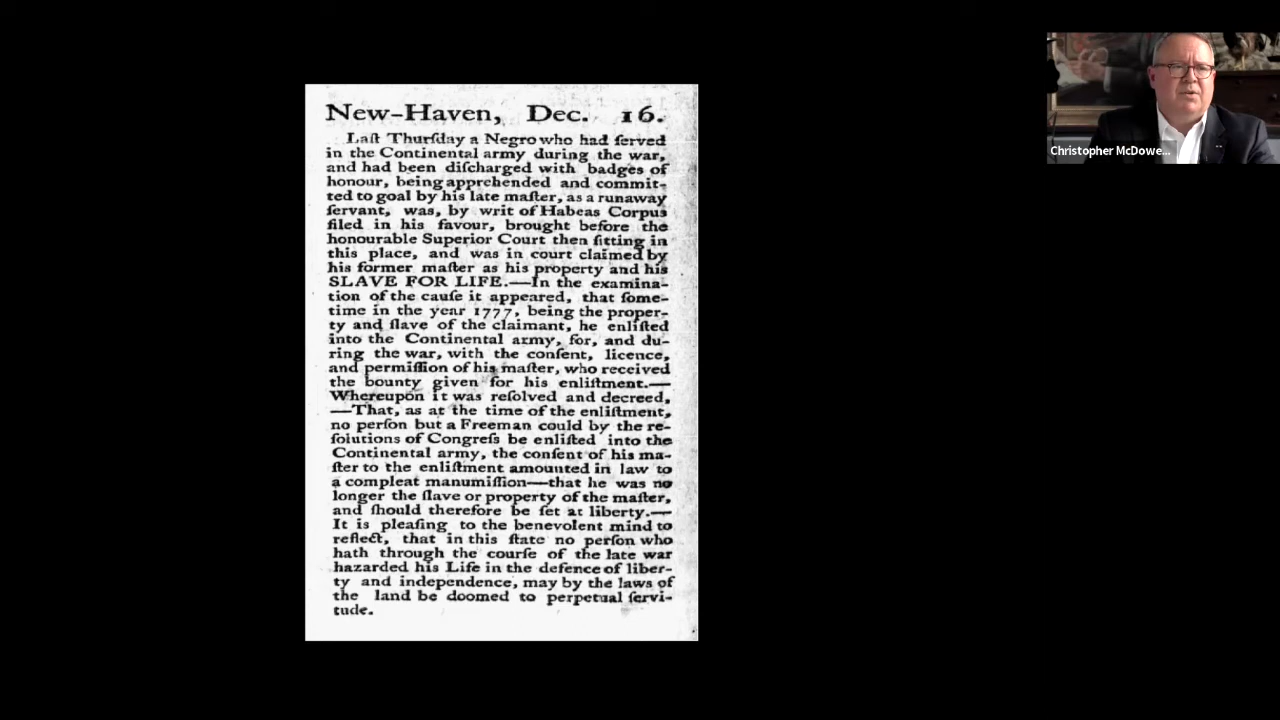 New-Haven, Dec. 16.
Laſt Thurſday a Negro who had ſerved
in the Continental army during the war,
and had been diſcharged with badges of
honour, being apprehended and commit-
ted to goal by his late maſter, as a runaway
ſervant, was, by writ of Habeas Corpus
filed in his favour, brought before the
honourable Superior Court then ſitting in
this place, and was in court claimed by
his former maſter as his property and his
SLAVE FOR LIFE.—In the examina-
tion of the cauſe it appeared, that ſome-
time in the year 1777, being the proper-
ty and ſlave of the claimant, he enliſted
into the Continental army, for, and du-
ring the war, with the conſent, licence,
and permiſſion of his maſter, who received
the bounty given for his enliſtment.—
Whereupon it was reſolved and decreed,
—That, as at the time of the enliſtment,
no perſon but a Freeman could by the re-
ſolutions of Congreſs be enliſted into the
Continental army, the conſent of his ma-
ſter to the enliſtment amounted in law to
a compleat manumiſſion—that he was no
longer the ſlave or property of the maſter,
and ſhould therefore be ſet at liberty.—
It is pleaſing to the benevolent mind to
reflect, that in this ſtate no perſon who
hath through the courſe of the late war
hazarded his Life in the defence of liber-
ty and independence, may by the laws of
the land be doomed to perpetual ſervi-
tude.
Christopher McDowe...